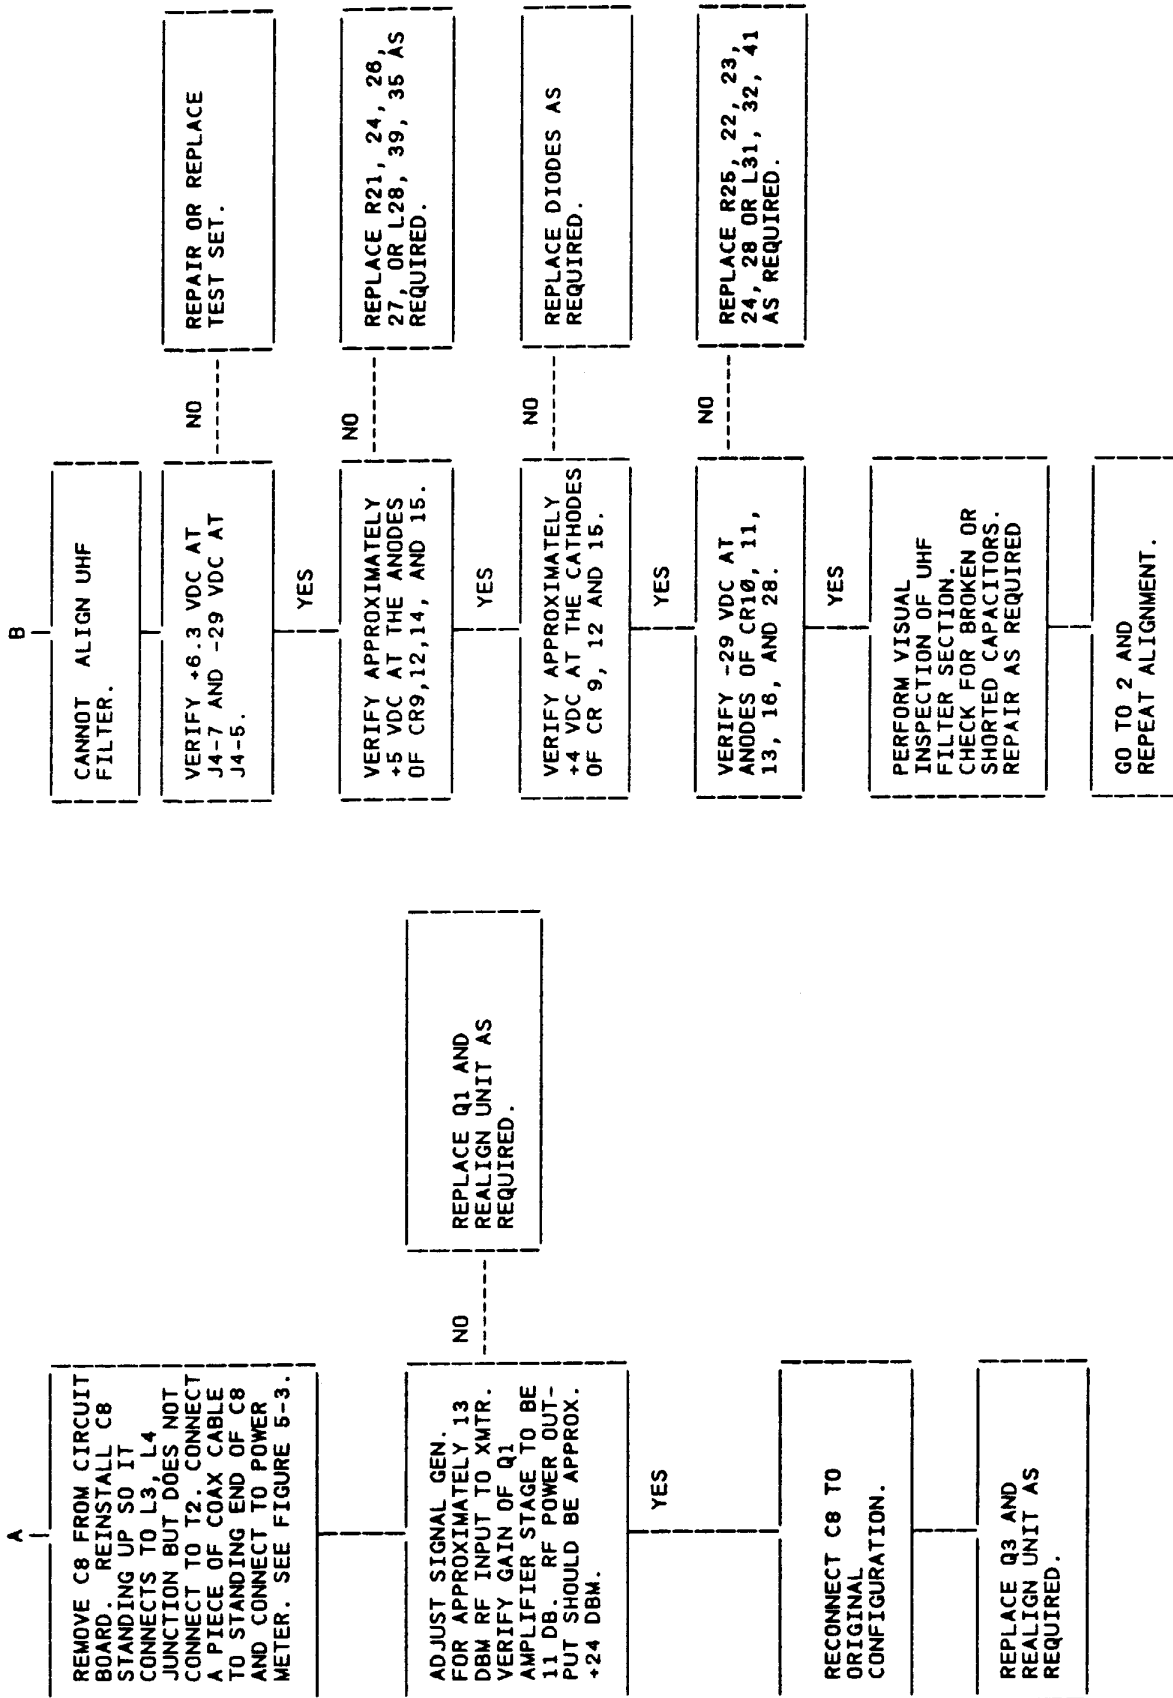 A
REMOVE C8 FROM CIRCUIT
BOARD. REINSTALL C8
STANDING UP SO IT
CONNECTS TO L3, L4
JUNCTION BUT DOES NOT
CONNECT TO T2. CONNECT
A PIECE OF COAX CABLE
TO STANDING END OF C8
AND CONNECT TO POWER
METER. SEE FIGURE 5-3.
ADJUST SIGNAL GEN.
FOR APPROXIMATELY 13
DBM RF INPUT TO XMTR.
VERIFY GAIN OF Q1
AMPLIFIER STAGE TO BE
11 DB. RF POWER OUT-
PUT SHOULD BE APPROX.
+24 DBM.
NO
REPLACE Q1 AND
REALIGN UNIT AS
REQUIRED.
YES
RECONNECT C8 TO
ORIGINAL
CONFIGURATION.
REPLACE Q3 AND
REALIGN UNIT AS
REQUIRED.
B
CANNOT ALIGN UHF
FILTER.
VERIFY +6.3 VDC AT
J4-7 AND -29 VDC AT
J4-5.
NO
REPAIR OR REPLACE
TEST SET.
YES
VERIFY APPROXIMATELY
+5 VDC AT THE ANODES
OF CR9,12,14, AND 15.
NO
REPLACE R21, 24, 26,
27, OR L28, 39, 35 AS
REQUIRED.
YES
VERIFY APPROXIMATELY
+4 VDC AT THE CATHODES
OF CR 9, 12 AND 15.
NO
REPLACE DIODES AS
REQUIRED.
YES
VERIFY -29 VDC AT
ANODES OF CR10, 11,
13, 16, AND 28.
NO
REPLACE R25, 22, 23,
24, 28 OR L31, 32, 41
AS REQUIRED.
YES
PERFORM VISUAL
INSPECTION OF UHF
FILTER SECTION.
CHECK FOR BROKEN OR
SHORTED CAPACITORS.
REPAIR AS REQUIRED
GO TO 2 AND
REPEAT ALIGNMENT.